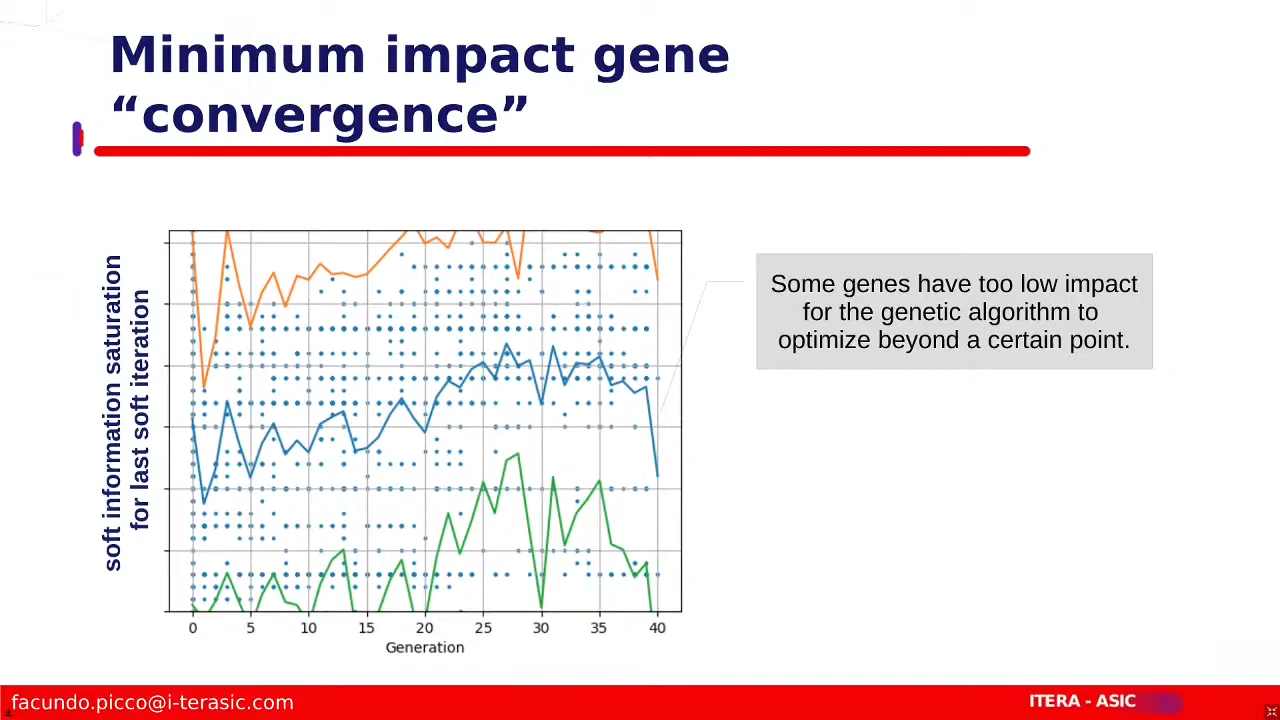 Minimum impact gene
“convergence”
soft information saturation
for last soft iteration
Some genes have too low impact
for the genetic algorithm to
optimize beyond a certain point.
0 5 10 15 20 25 30 35 40
Generation
facundo.picco@i-terasic.com
ITERA - ASIC